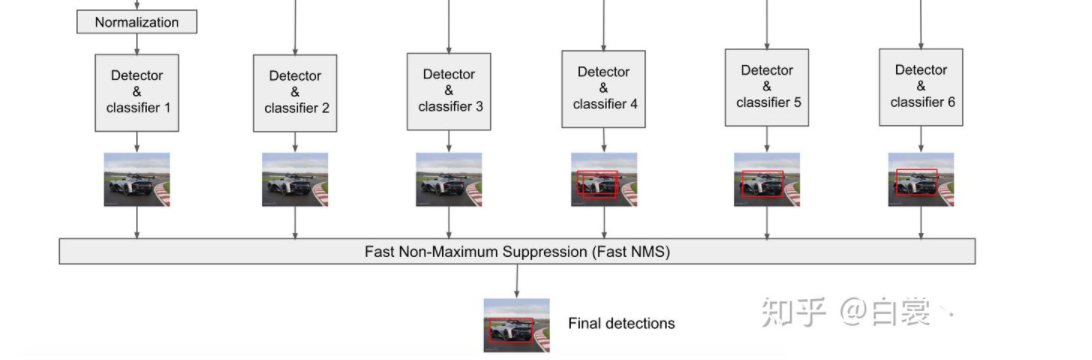 Normalization
Detector
&
classifier 1
Detector
&
classifier 2
Detector
&
classifier 3
Detector
&
classifier 4
Detector
&
classifier 5
Detector
&
classifier 6
Fast Non-Maximum Suppression (Fast NMS)
Final detections
知乎 @白裳丶